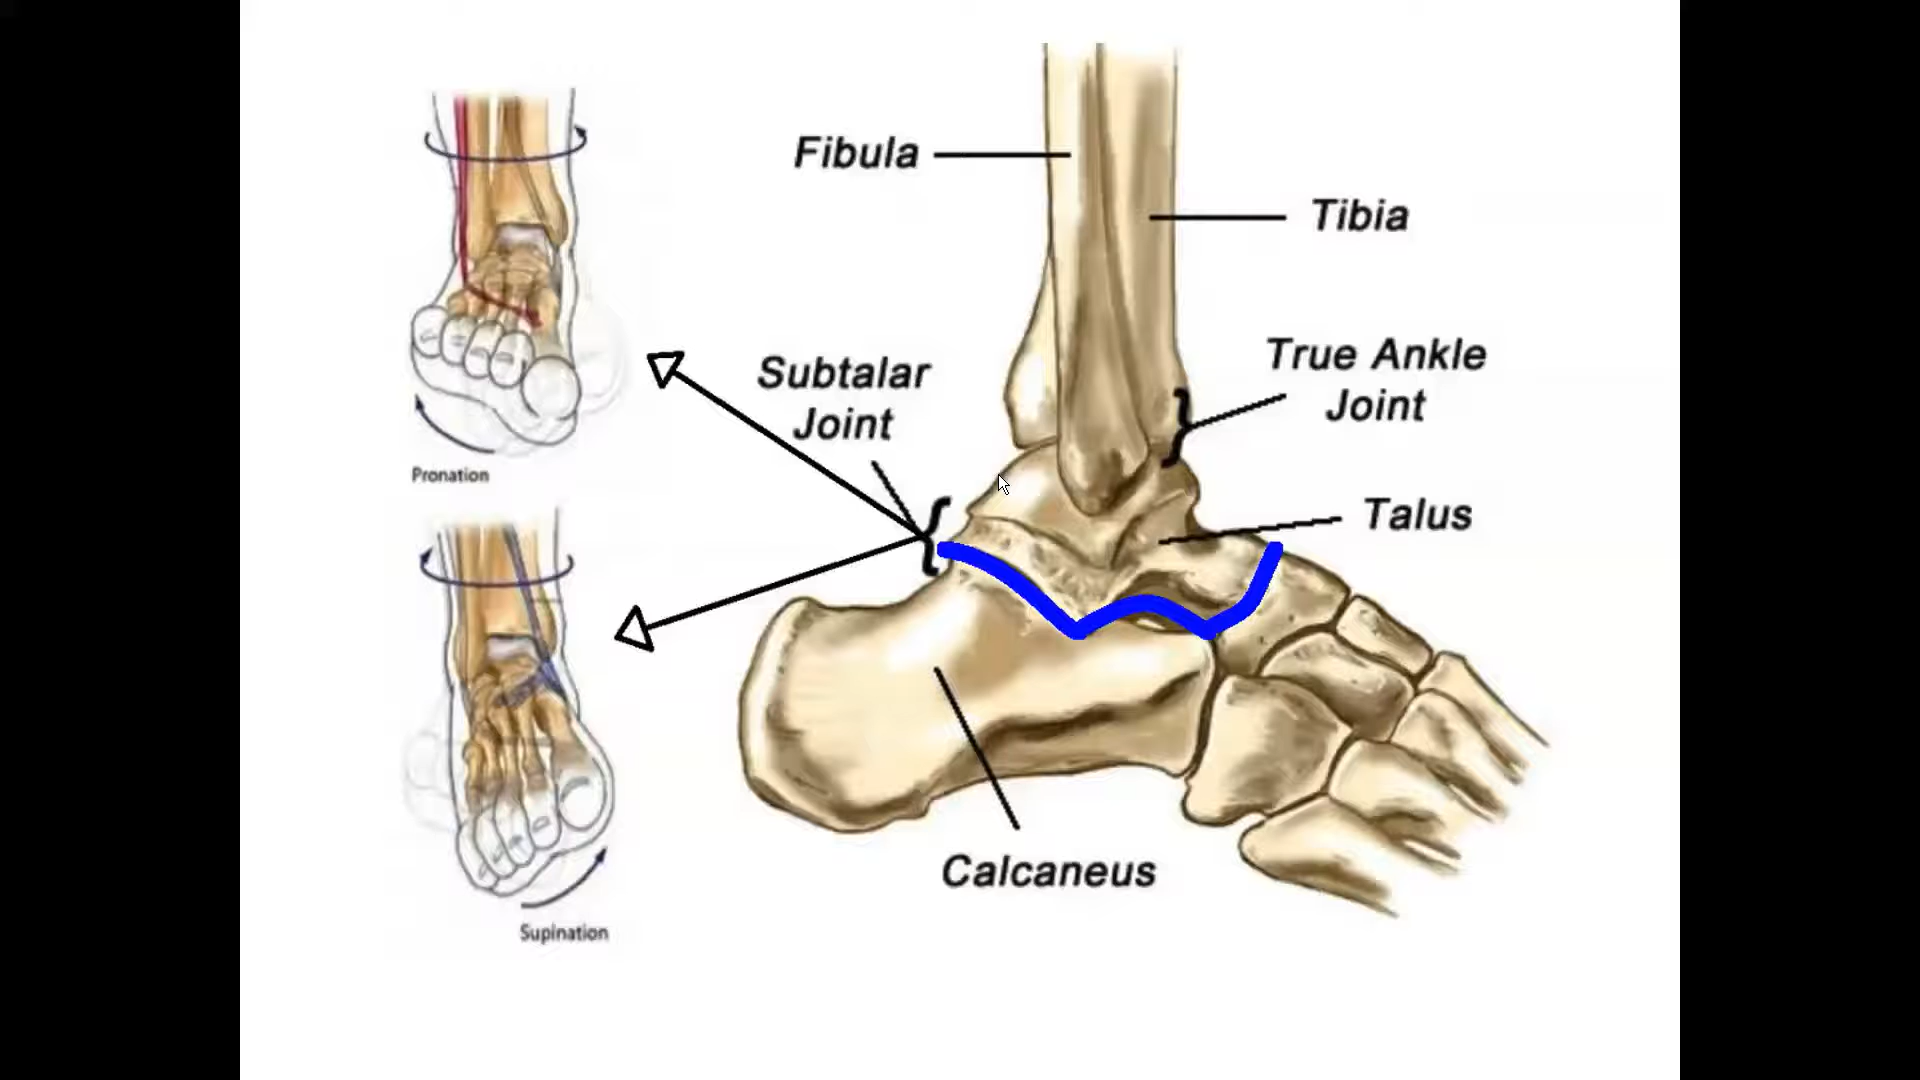 Fibula
Tibia
Subtalar
Joint
True Ankle
Joint
Pronation
Talus
Calcaneus
Supination